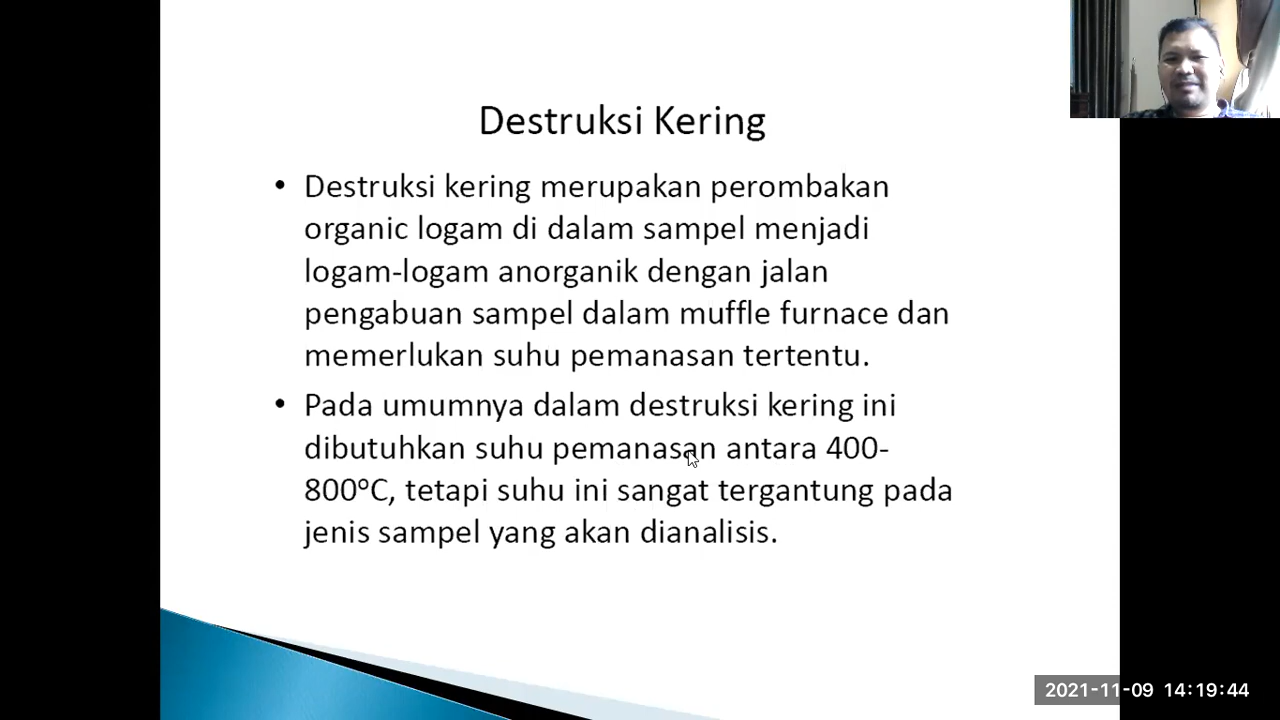 Destruksi Kering
• Destruksi kering merupakan perombakan
organic logam di dalam sampel menjadi
logam-logam anorganik dengan jalan
pengabuan sampel dalam muffle furnace dan
memerlukan suhu pemanasan tertentu.
• Pada umumnya dalam destruksi kering ini
dibutuhkan suhu pemanasan antara 400-
800°C, tetapi suhu ini sangat tergantung pada
jenis sampel yang akan dianalisis.
2021-11-09 14:19:44